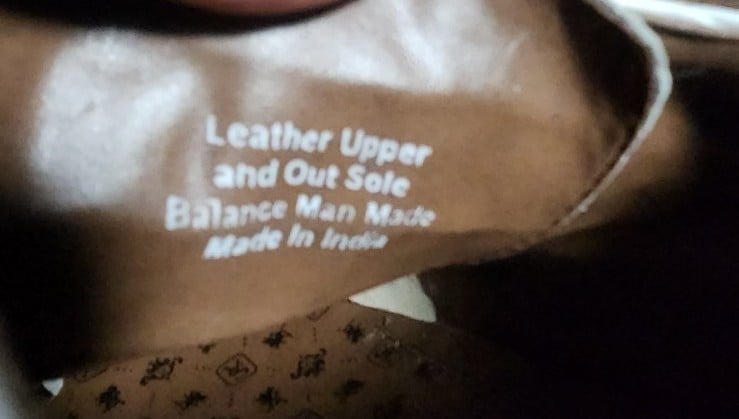 Leather Upper
and Out Sole
Balance Man Made
Made In India